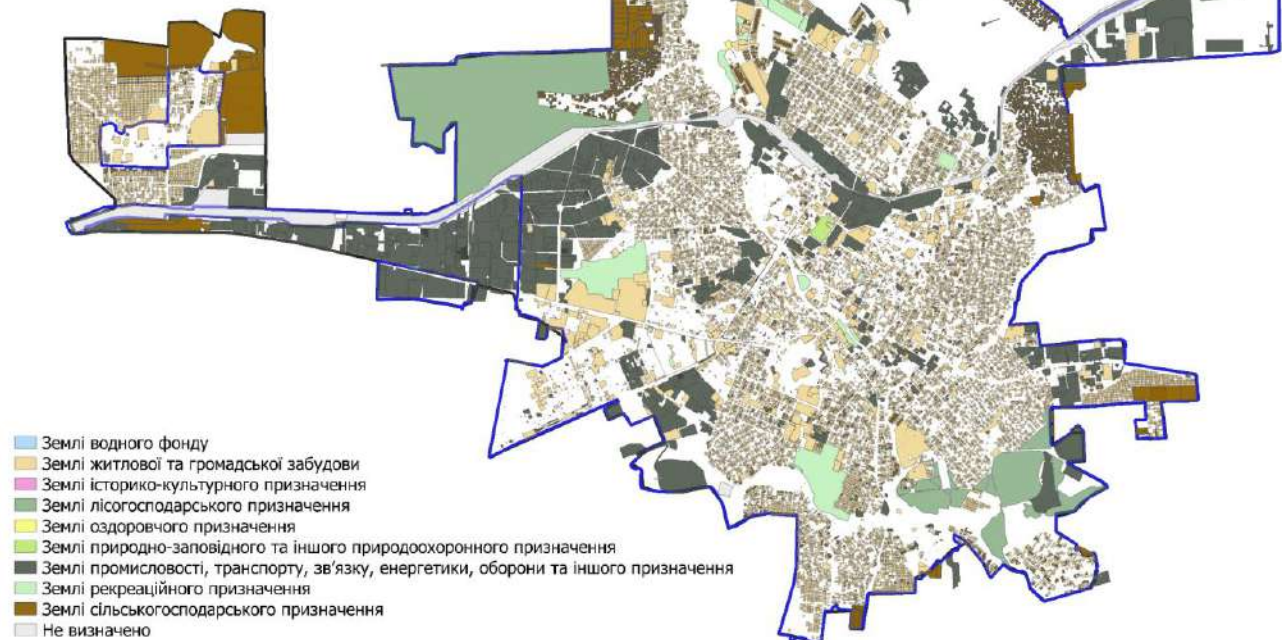 Землі водного фонду
Землі житлової та громадської забудови
Землі історико-культурного призначення
Землі лісогосподарського призначення
Землі оздоровчого призначення
Землі природно-заповідного та іншого природоохоронного призначення
Землі промисловості, транспорту, зв'язку, енергетики, оборони та іншого призначення
Землі рекреаційного призначення
Землі сільськогосподарського призначення
Не визначено